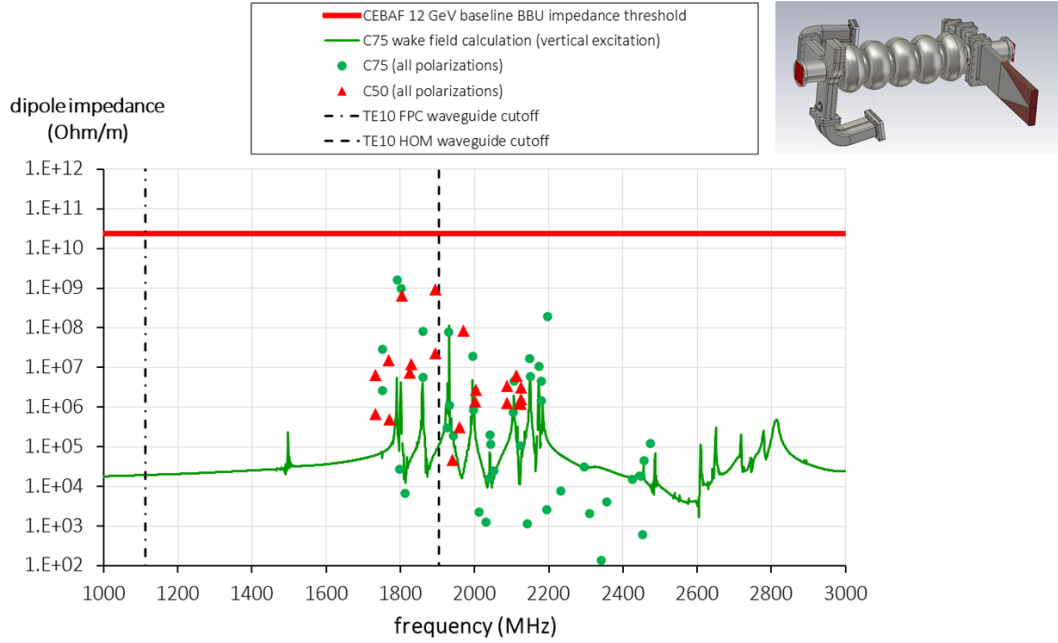 CEBAF 12 GeV baseline BBU impedance threshold
C75 wake field calculation (vertical excitation)
C75 (all polarizations)
C50 (all polarizations)
TE10 FPC waveguide cutoff
TE10 HOM waveguide cutoff
dipole impedance
(Ohm/m)
1.E+12
1.E+11
1.E+10
1.E+09
1.E+08
1.E+07
1.E+06
1.E+05
1.E+04
1.E+03
1.E+02
1000 1200 1400 1600 1800 2000 2200 2400 2600 2800 3000
frequency (MHz)